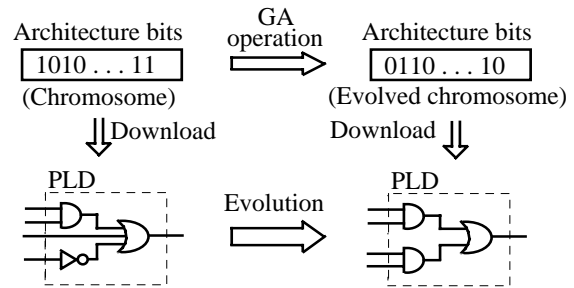 Architecture bits
1010 . . . 11
(Chromosome)
Download
GA
operation
Architecture bits
0110 . . . 10
(Evolved chromosome)
Download
PLD
Evolution
PLD